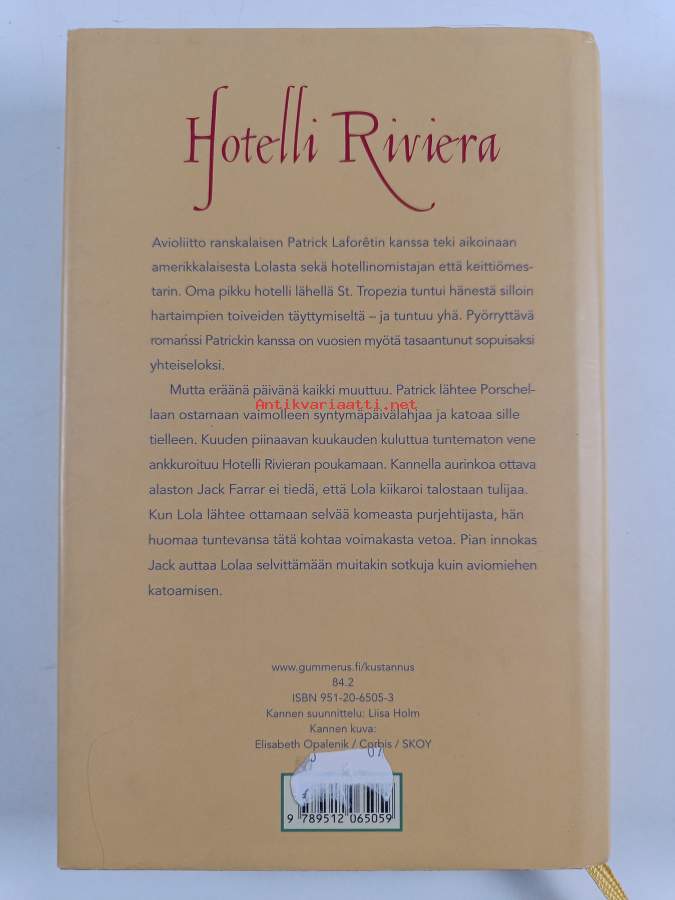 Hotelli Riviera
Avioliitto ranskalaisen Patrick Laforêtin kanssa teki aikoinaan
amerikkalaisesta Lolasta sekä hotellinomistajan että keittiömes-
tarin. Oma pikku hotelli lähellä St. Tropezia tuntui hänestä silloin
hartaimpien toiveiden täyttymiseltä – ja tuntuu yhä. Pyörryttävä
romanssi Patrickin kanssa on vuosien myötä tasaantunut sopuisaksi
yhteiseloksi.
Mutta eräänä päivänä kaikki muuttuu. Patrick lähtee Porschel-
Antikvariaatti.net
laan ostamaan vaimolleen syntymäpäivälahjaa ja katoaa sille
tielleen. Kuuden piinaavan kuukauden kuluttua tuntematon vene
ankkuroituu Hotelli Rivieran poukamaan. Kannella aurinkoa ottava
alaston Jack Farrar ei tiedä, että Lola kiikaroi talostaan tulijaa.
Kun Lola lähtee ottamaan selvää komeasta purjehtijasta, hän
huomaa tuntevansa tätä kohtaa voimakasta vetoa. Pian innokas
Jack auttaa Lolaa selvittämään muitakin sotkuja kuin aviomiehen
katoamisen.
www.gummerus.fi/kustannus
84.2
ISBN 951-20-6505-3
Kannen suunnittelu: Liisa Holm
Kannen kuva:
Elisabeth Opalenik / Corbis / SKOY
9 789512 065059